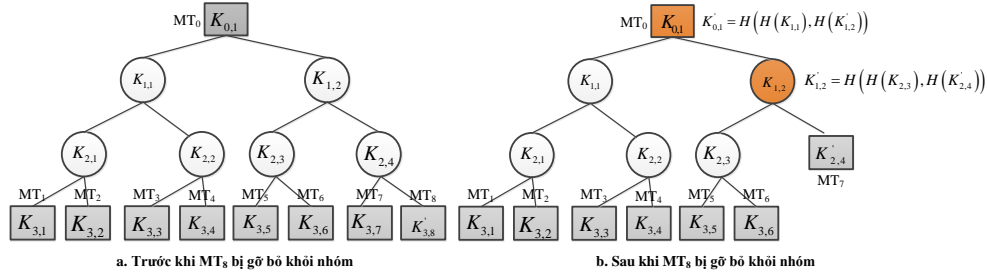 MT₀ K₀,₁
K₁,₁ K₁,₂
K₂,₁ K₂,₂ K₂,₃ K₂,₄
MT₁ MT₂ MT₃ MT₄ MT₅ MT₆ MT₇ MT₈
K₃,₁ K₃,₂ K₃,₃ K₃,₄ K₃,₅ K₃,₆ K₃,₇ K'₃,₈
a. Trước khi MT₈ bị gỡ bỏ khỏi nhóm
MT₀ K₀,₁ K'₀,₁ = H(H(K₁,₁), H(K'₁,₂))
K₁,₁ K₁,₂ K'₁,₂ = H(H(K₂,₃), H(K'₂,₄))
K₂,₁ K₂,₂ K₂,₃ K'₂,₄
MT₇
MT₁ MT₂ MT₃ MT₄ MT₅ MT₆
K₃,₁ K₃,₂ K₃,₃ K₃,₄ K₃,₅ K₃,₆
b. Sau khi MT₈ bị gỡ bỏ khỏi nhóm